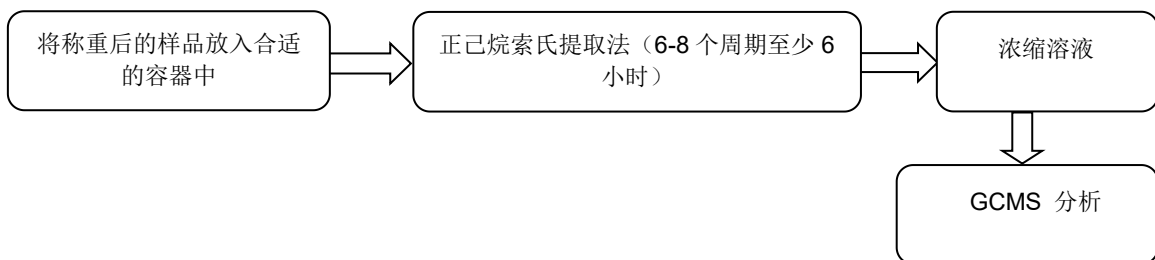 将称重后的样品放入合适
的容器中
正己烷索氏提取法（6-8 个周期至少 6
小时）
浓缩溶液
GCMS 分析